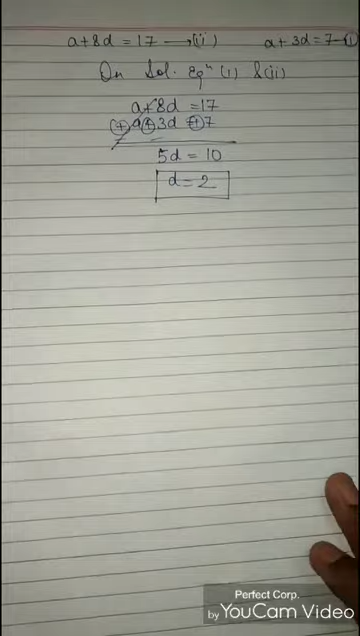 a+8d = 17 → (ii) a+3d = 7 → (i)
On Sol. Eqⁿ (i) & (ii)
a+8d = 17
a+3d = 7
5d = 10
d = 2
Perfect Corp.
by YouCam Video